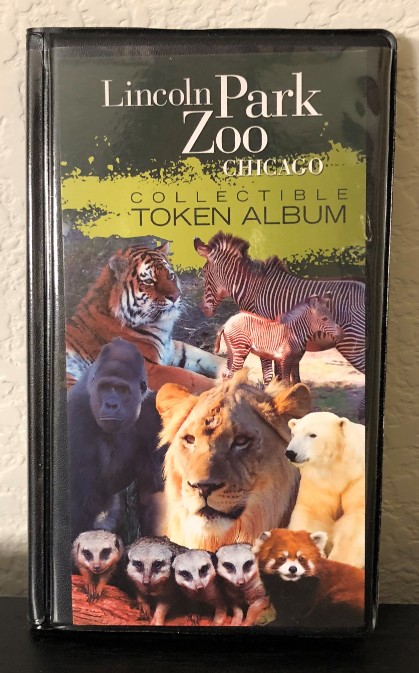 Lincoln Park
Zoo
CHICAGO
COLLECTIBLE
TOKEN ALBUM